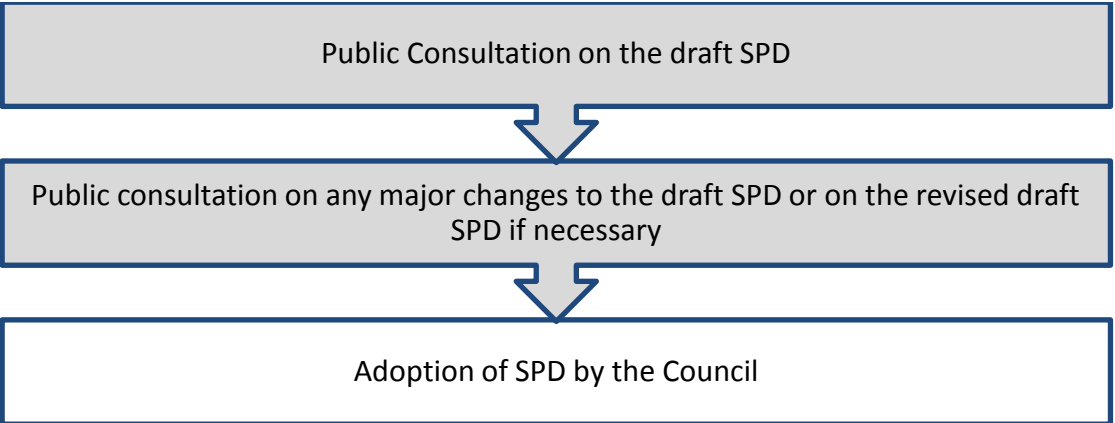 Public Consultation on the draft SPD
Public consultation on any major changes to the draft SPD or on the revised draft
SPD if necessary
Adoption of SPD by the Council